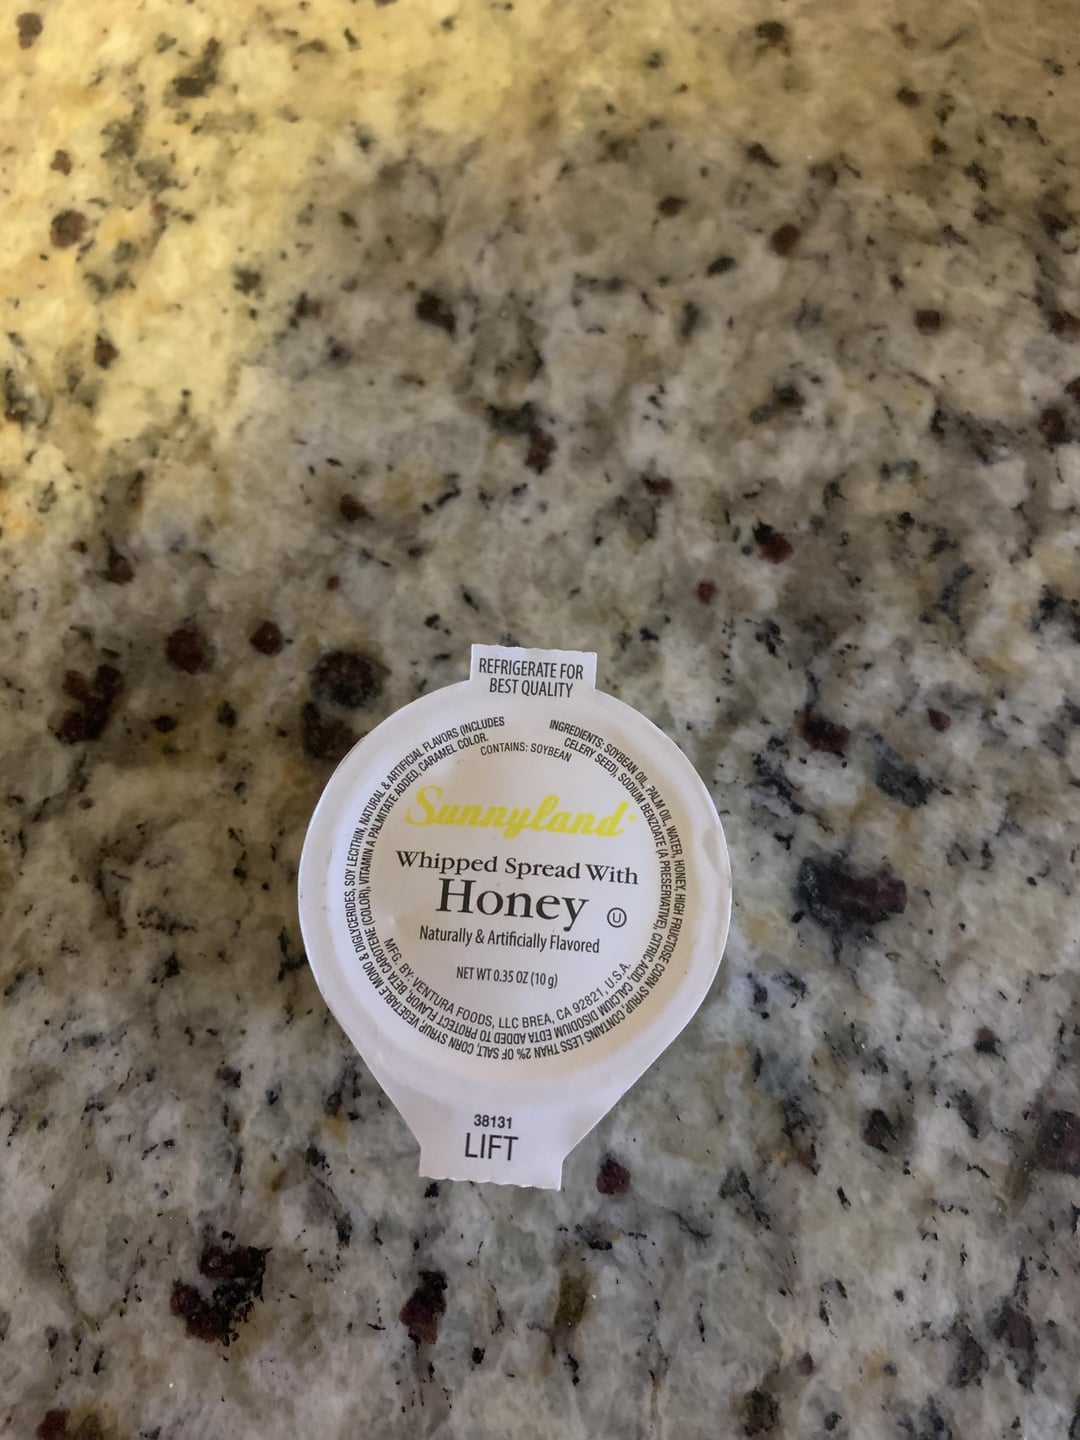 REFRIGERATE FOR
BEST QUALITY
INGREDIENTS: SOYBEAN OIL, PALM OIL, WATER, HONEY, HIGH FRUCTOSE CORN SYRUP, CONTAINS LESS THAN 2% OF SALT, CORN SYRUP, VEGETABLE MONO & DIGLYCERIDES, SOY LECITHIN, NATURAL & ARTIFICIAL FLAVORS (INCLUDES
CELERY SEED), SODIUM BENZOATE (A PRESERVATIVE), CITRIC ACID, CALCIUM DISODIUM EDTA ADDED TO PROTECT FLAVOR, BETA CAROTENE (COLOR), VITAMIN A PALMITATE ADDED, CARAMEL COLOR.
CONTAINS: SOYBEAN
Sunnyland
Whipped Spread With
Honey
U
Naturally & Artificially Flavored
NET WT 0.35 OZ (10 g)
MFG. BY: VENTURA FOODS, LLC BREA, CA 92821, U.S.A.
38131
LIFT